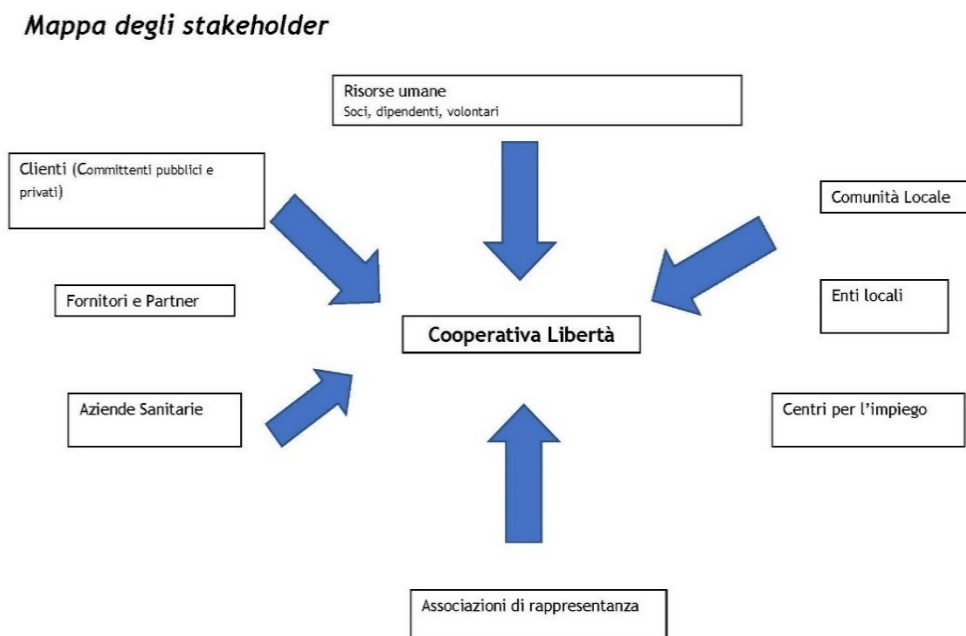 Mappa degli stakeholder
Risorse umane
Soci, dipendenti, volontari
Clienti (Committenti pubblici e
privati)
Comunità Locale
Fornitori e Partner
Enti locali
Cooperativa Libertà
Aziende Sanitarie
Centri per l'impiego
Associazioni di rappresentanza